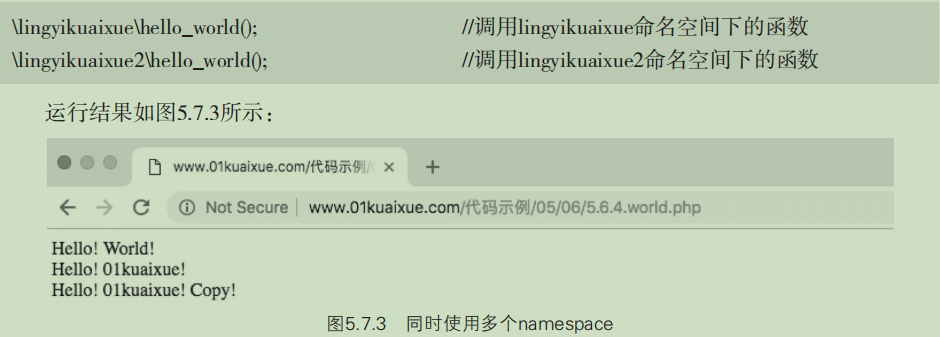 \lingyikuaixue\hello_world(); //调用lingyikuaixue命名空间下的函数
\lingyikuaixue2\hello_world(); //调用lingyikuaixue2命名空间下的函数
运行结果如图5.7.3所示：
www.01kuaixue.com/代码示例/
Not Secure | www.01kuaixue.com/代码示例/05/06/5.6.4.world.php
Hello! World!
Hello! 01kuaixue!
Hello! 01kuaixue! Copy!
图5.7.3 同时使用多个namespace